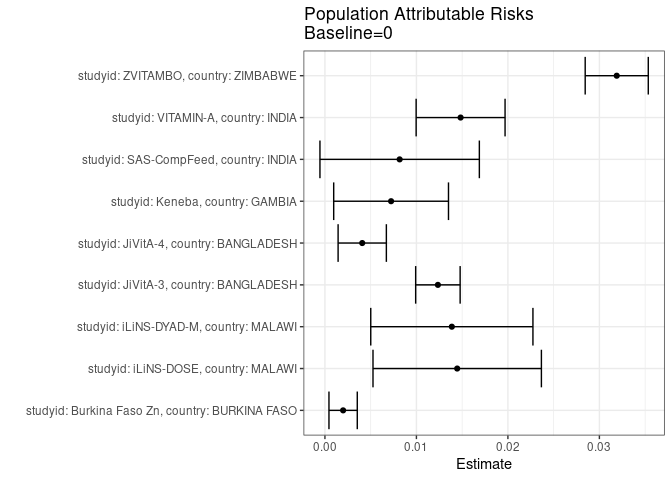 Population Attributable Risks
Baseline=0
studyid: ZVITAMBO, country: ZIMBABWE
studyid: VITAMIN-A, country: INDIA
studyid: SAS-CompFeed, country: INDIA
studyid: Keneba, country: GAMBIA
studyid: JiVitA-4, country: BANGLADESH
studyid: JiVitA-3, country: BANGLADESH
studyid: iLiNS-DYAD-M, country: MALAWI
studyid: iLiNS-DOSE, country: MALAWI
studyid: Burkina Faso Zn, country: BURKINA FASO
0.00 0.01 0.02 0.03
Estimate